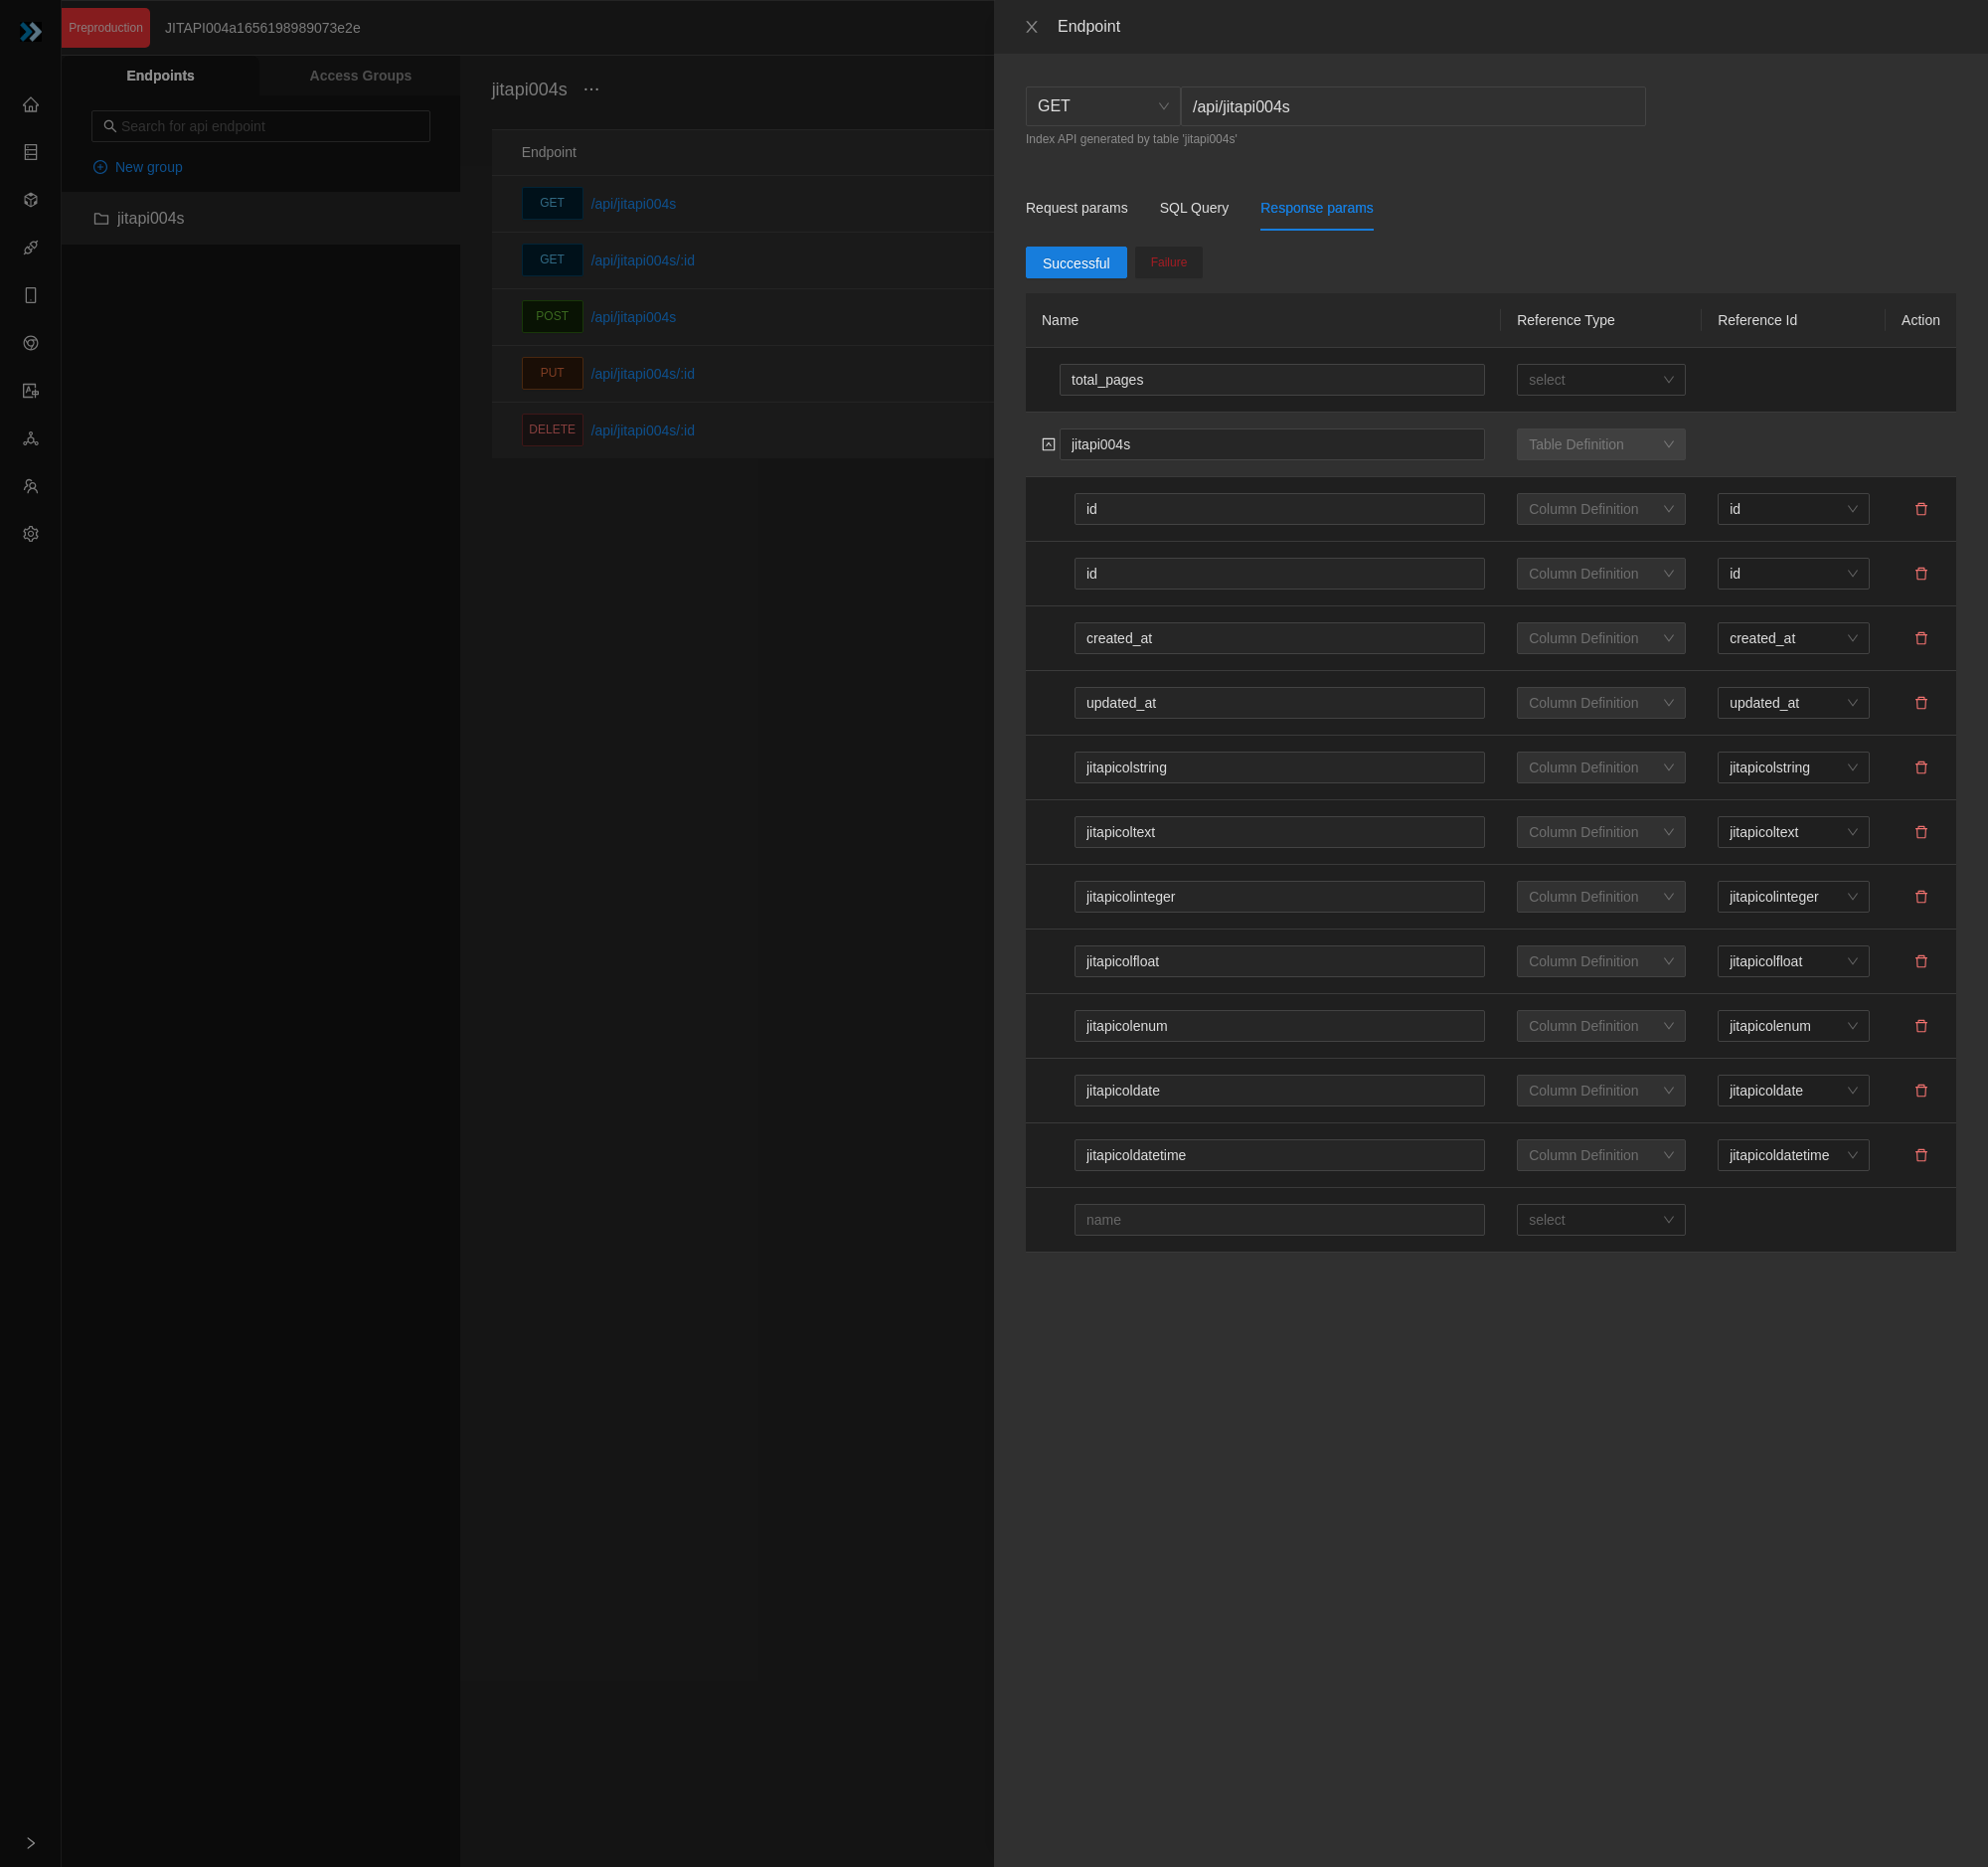 Preproduction
JITAPI004a1656198989073e2e
Endpoints
Access Groups
Search for api endpoint
New group
jitapi004s
jitapi004s
Endpoint
GET /api/jitapi004s
GET /api/jitapi004s/:id
POST /api/jitapi004s
PUT /api/jitapi004s/:id
DELETE /api/jitapi004s/:id
Endpoint
GET /api/jitapi004s
Index API generated by table 'jitapi004s'
Request params SQL Query Response params
Successful Failure
Name Reference Type Reference Id Action
total_pages select
jitapi004s Table Definition
id Column Definition id
id Column Definition id
created_at Column Definition created_at
updated_at Column Definition updated_at
jitapicolstring Column Definition jitapicolstring
jitapicoltext Column Definition jitapicoltext
jitapicolinteger Column Definition jitapicolinteger
jitapicolfloat Column Definition jitapicolfloat
jitapicolenum Column Definition jitapicolenum
jitapicoldate Column Definition jitapicoldate
jitapicoldatetime Column Definition jitapicoldatetime
name select